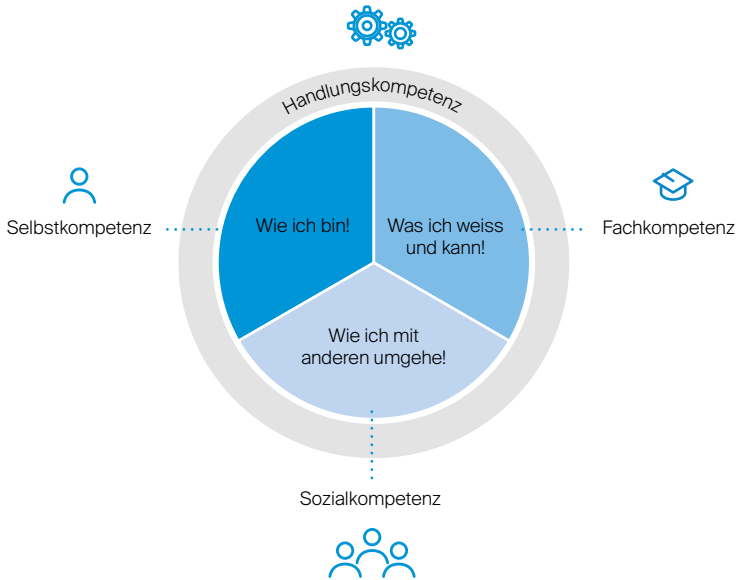 Handlungskompetenz
Selbstkompetenz
Wie ich bin!
Was ich weiss
und kann!
Fachkompetenz
Wie ich mit
anderen umgehe!
Sozialkompetenz